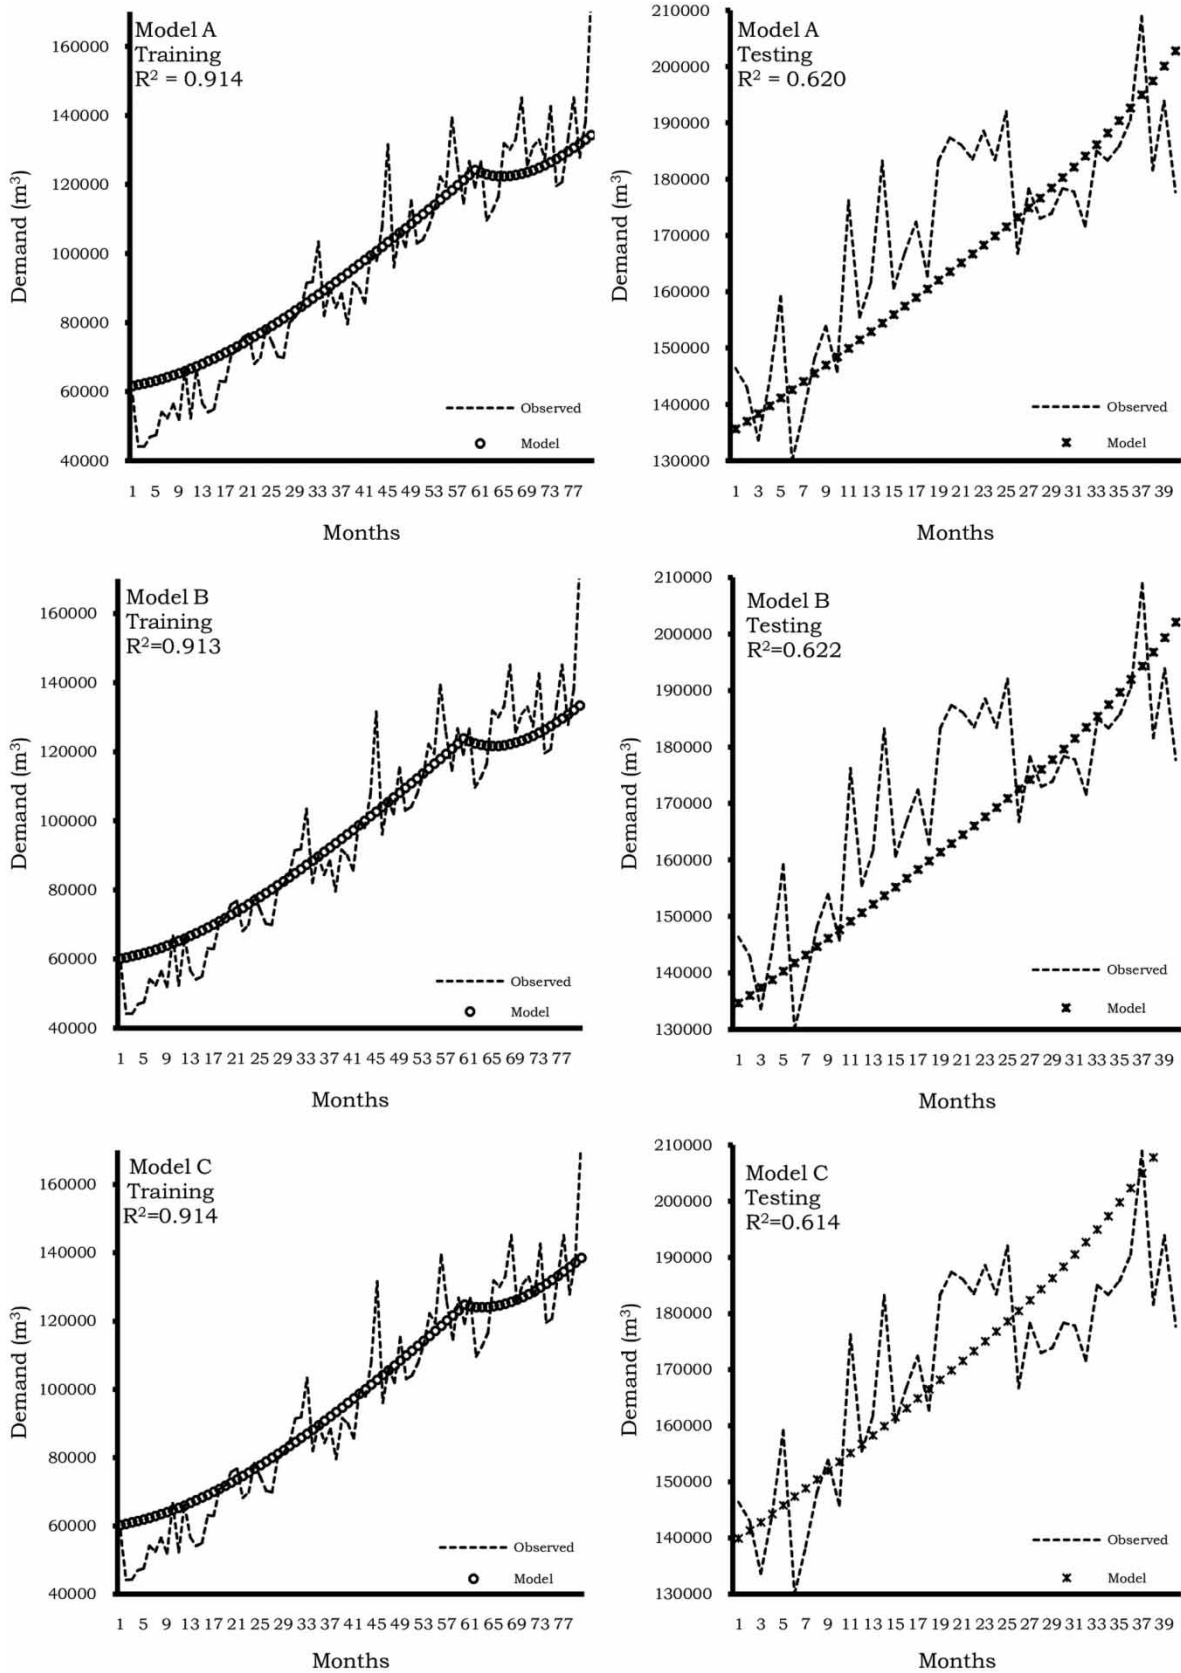 Model A
Training
R² = 0.914
160000
140000
120000
100000
80000
60000
40000
Demand (m³)
Observed
Model
1 5 9 13 17 21 25 29 33 37 41 45 49 53 57 61 65 69 73 77
Months
Model A
Testing
R² = 0.620
210000
200000
190000
180000
170000
160000
150000
140000
130000
Demand (m³)
Observed
Model
1 3 5 7 9 11 13 15 17 19 21 23 25 27 29 31 33 35 37 39
Months
Model B
Training
R²=0.913
160000
140000
120000
100000
80000
60000
40000
Demand (m³)
Observed
Model
1 5 9 13 17 21 25 29 33 37 41 45 49 53 57 61 65 69 73 77
Months
Model B
Testing
R²=0.622
210000
200000
190000
180000
170000
160000
150000
140000
130000
Demand (m³)
Observed
Model
1 3 5 7 9 11 13 15 17 19 21 23 25 27 29 31 33 35 37 39
Months
Model C
Training
R²=0.914
160000
140000
120000
100000
80000
60000
40000
Demand (m³)
Observed
Model
1 5 9 13 17 21 25 29 33 37 41 45 49 53 57 61 65 69 73 77
Months
Model C
Testing
R²=0.614
210000
200000
190000
180000
170000
160000
150000
140000
130000
Demand (m³)
Observed
Model
1 3 5 7 9 11 13 15 17 19 21 23 25 27 29 31 33 35 37 39
Months